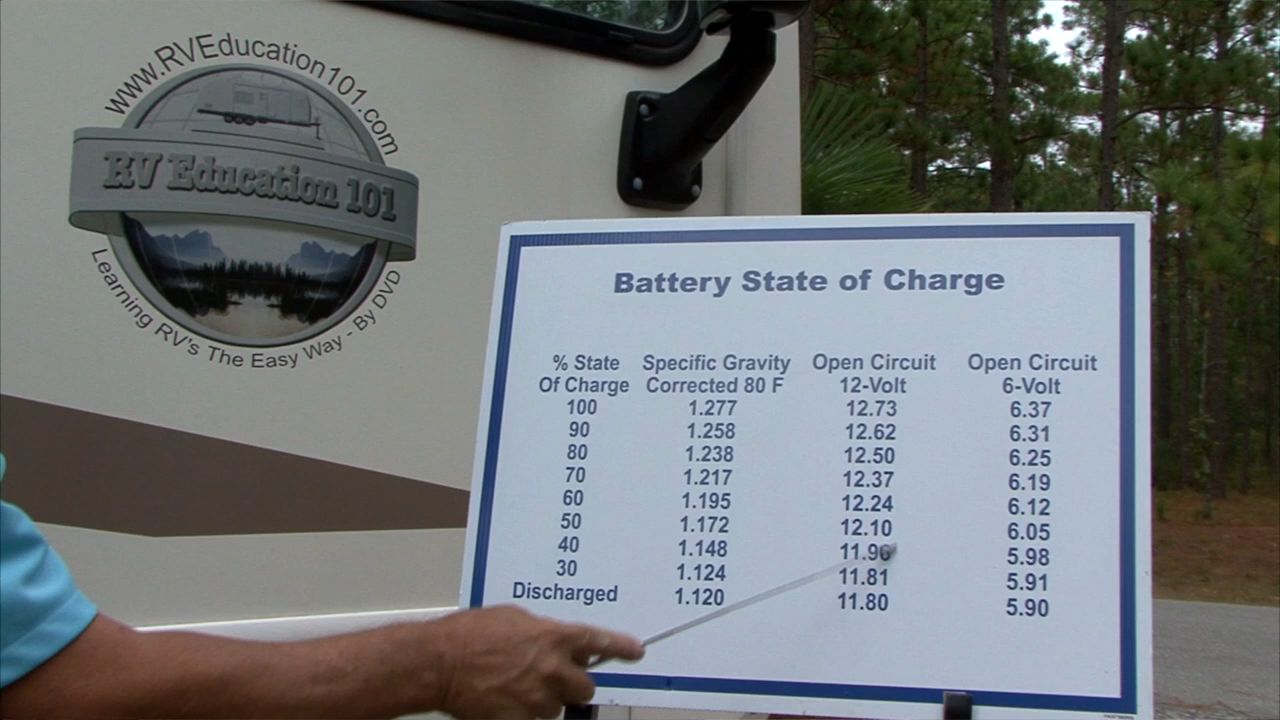 www.RVEducation101.com
RV Education 101
Learning RV's The Easy Way - By DVD
Battery State of Charge
% State Specific Gravity Open Circuit Open Circuit
Of Charge Corrected 80 F 12-Volt 6-Volt
100 1.277 12.73 6.37
90 1.258 12.62 6.31
80 1.238 12.50 6.25
70 1.217 12.37 6.19
60 1.195 12.24 6.12
50 1.172 12.10 6.05
40 1.148 11.96 5.98
30 1.124 11.81 5.91
Discharged 1.120 11.80 5.90